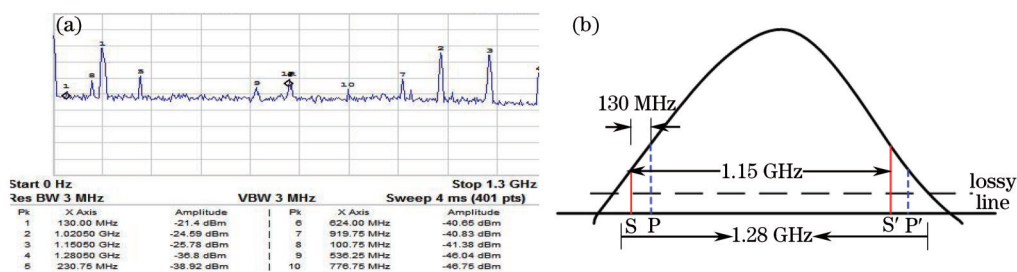 (a)
1
2
3
5
7
9
10
Start 0 Hz
Stop 1.3 GHz
Res BW 3 MHz
VBW 3 MHz
Sweep 4 ms (401 pts)
Pk X Axis Amplitude | Pk X Axis Amplitude
1 130.00 MHz -21.4 dBm | 6 624.00 MHz -40.65 dBm
2 1.02050 GHz -24.59 dBm | 7 919.75 MHz -40.83 dBm
3 1.15050 GHz -25.78 dBm | 8 100.75 MHz -41.38 dBm
4 1.28050 GHz -36.8 dBm | 9 536.25 MHz -46.04 dBm
5 230.75 MHz -38.92 dBm | 10 776.75 MHz -46.75 dBm
(b)
130 MHz
1.15 GHz
lossy
line
S P S′ P′
1.28 GHz